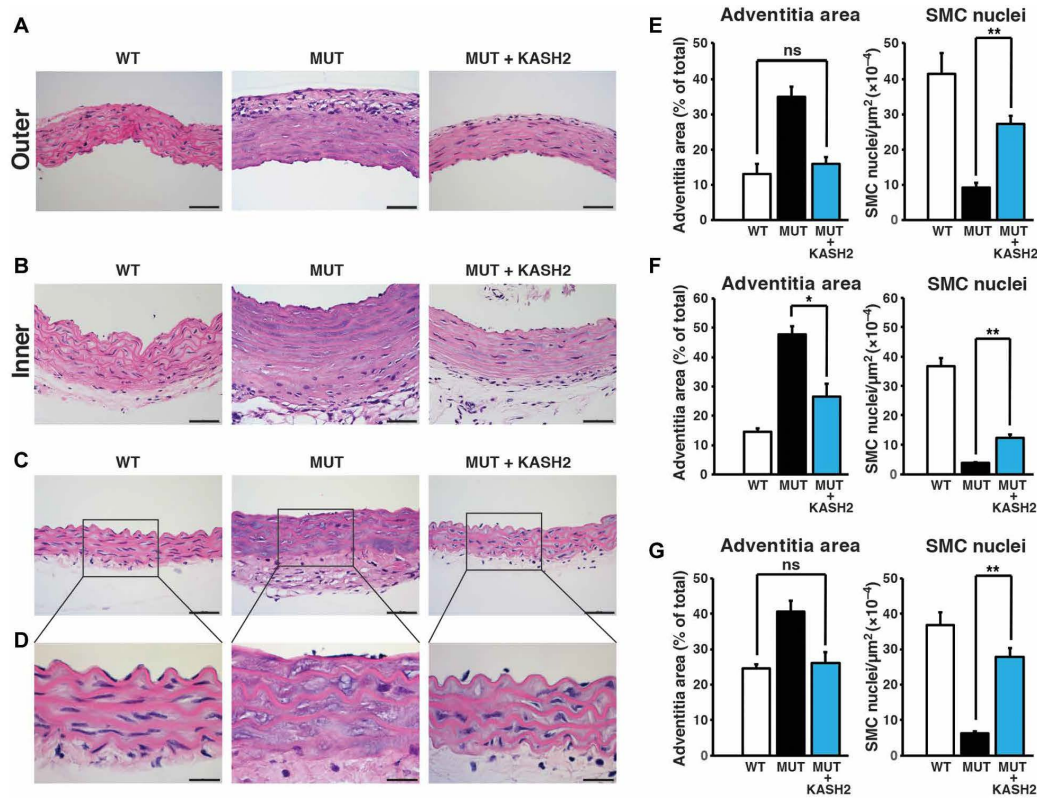 A
WT
MUT
MUT + KASH2
Outer
B
WT
MUT
MUT + KASH2
Inner
C
WT
MUT
MUT + KASH2
D
E
Adventitia area
Adventitia area (% of total)
50
40
30
20
10
0
ns
WT
MUT
MUT
+
KASH2
SMC nuclei
SMC nuclei/μm² (×10⁻⁴)
50
40
30
20
10
0
**
WT
MUT
MUT
+
KASH2
F
Adventitia area
Adventitia area (% of total)
60
50
40
30
20
10
0
*
WT
MUT
MUT
+
KASH2
SMC nuclei
SMC nuclei/μm² (×10⁻⁴)
50
40
30
20
10
0
**
WT
MUT
MUT
+
KASH2
G
Adventitia area
Adventitia area (% of total)
50
40
30
20
10
0
ns
WT
MUT
MUT
+
KASH2
SMC nuclei
SMC nuclei/μm² (×10⁻⁴)
50
40
30
20
10
0
**
WT
MUT
MUT
+
KASH2